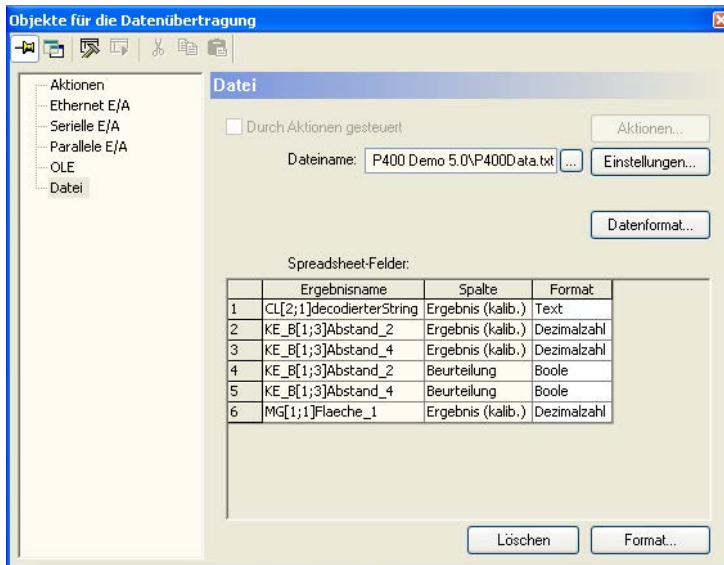 Objekte für die Datenübertragung
Aktionen
Ethernet E/A
Serielle E/A
Parallele E/A
OLE
Datei
Datei
Durch Aktionen gesteuert
Aktionen...
Dateiname: P400 Demo 5.0\P400Data.txt ... Einstellungen...
Datenformat...
Spreadsheet-Felder:
Ergebnisname Spalte Format
1 CL[2;1]decodierterString Ergebnis (kalib.) Text
2 KE_B[1;3]Abstand_2 Ergebnis (kalib.) Dezimalzahl
3 KE_B[1;3]Abstand_4 Ergebnis (kalib.) Dezimalzahl
4 KE_B[1;3]Abstand_2 Beurteilung Boole
5 KE_B[1;3]Abstand_4 Beurteilung Boole
6 MG[1;1]Flaeche_1 Ergebnis (kalib.) Dezimalzahl
Löschen Format...